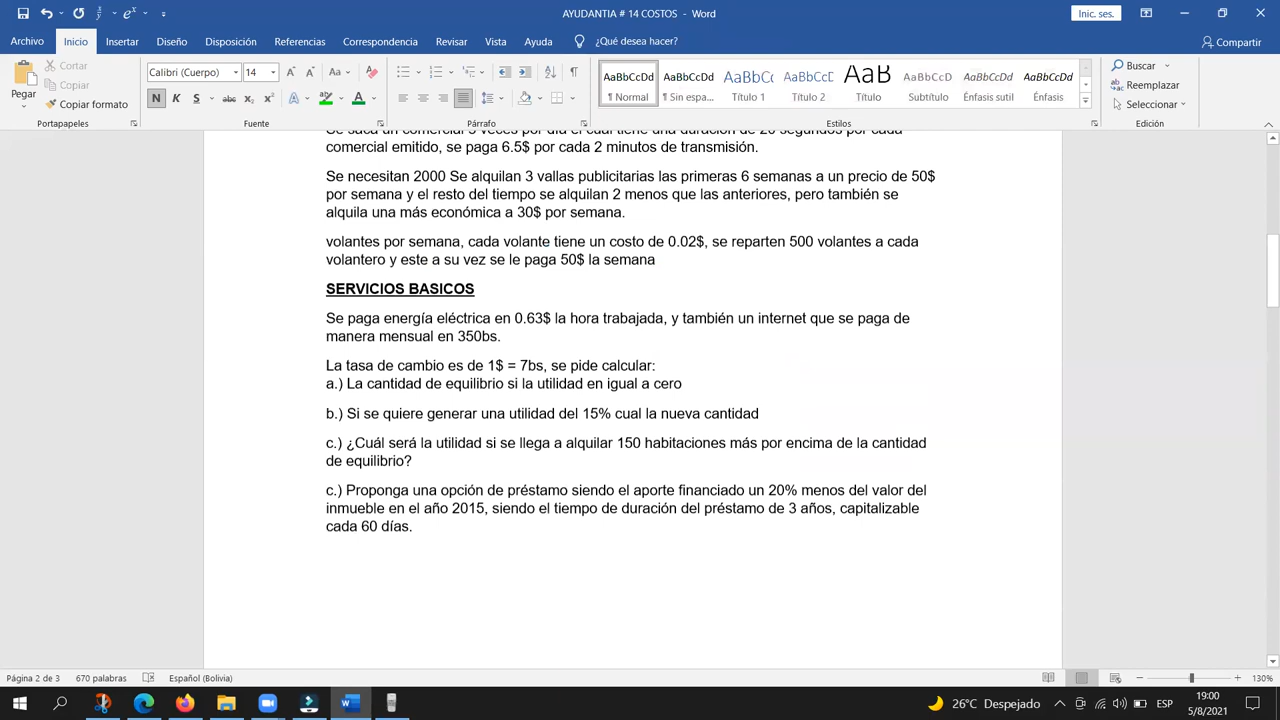 AYUDANTIA # 14 COSTOS - Word
Inic. ses.
Archivo Inicio Insertar Diseño Disposición Referencias Correspondencia Revisar Vista Ayuda ¿Qué desea hacer? Compartir
Pegar
Cortar
Copiar
Copiar formato
Portapapeles
Calibri (Cuerpo) 14
Aa
N K S abc x₂ x²
Fuente
Párrafo
AaBbCcDd AaBbCcDd AaBbCc AaBbCcD AaB AaBbCcD AaBbCcDd AaBbCcDd
¶ Normal ¶ Sin espa... Título 1 Título 2 Título Subtítulo Énfasis sutil Énfasis
Estilos
Buscar
Reemplazar
Seleccionar
Edición
Se saca un comercial 5 veces por día el cual tiene una duración de 20 segundos por cada
comercial emitido, se paga 6.5$ por cada 2 minutos de transmisión.
Se necesitan 2000 Se alquilan 3 vallas publicitarias las primeras 6 semanas a un precio de 50$
por semana y el resto del tiempo se alquilan 2 menos que las anteriores, pero también se
alquila una más económica a 30$ por semana.
volantes por semana, cada volante tiene un costo de 0.02$, se reparten 500 volantes a cada
volantero y este a su vez se le paga 50$ la semana
SERVICIOS BASICOS
Se paga energía eléctrica en 0.63$ la hora trabajada, y también un internet que se paga de
manera mensual en 350bs.
La tasa de cambio es de 1$ = 7bs, se pide calcular:
a.) La cantidad de equilibrio si la utilidad en igual a cero
b.) Si se quiere generar una utilidad del 15% cual la nueva cantidad
c.) ¿Cuál será la utilidad si se llega a alquilar 150 habitaciones más por encima de la cantidad
de equilibrio?
c.) Proponga una opción de préstamo siendo el aporte financiado un 20% menos del valor del
inmueble en el año 2015, siendo el tiempo de duración del préstamo de 3 años, capitalizable
cada 60 días.
Página 2 de 3 670 palabras Español (Bolivia) 130%
26°C Despejado ESP
19:00
5/8/2021